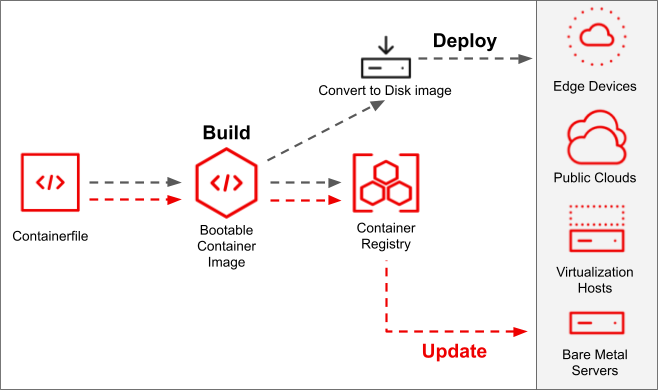 Deploy
Convert to Disk image
Build
</>
</>
Containerfile
Bootable
Container
Image
Container
Registry
Update
Edge Devices
Public Clouds
Virtualization
Hosts
Bare Metal
Servers